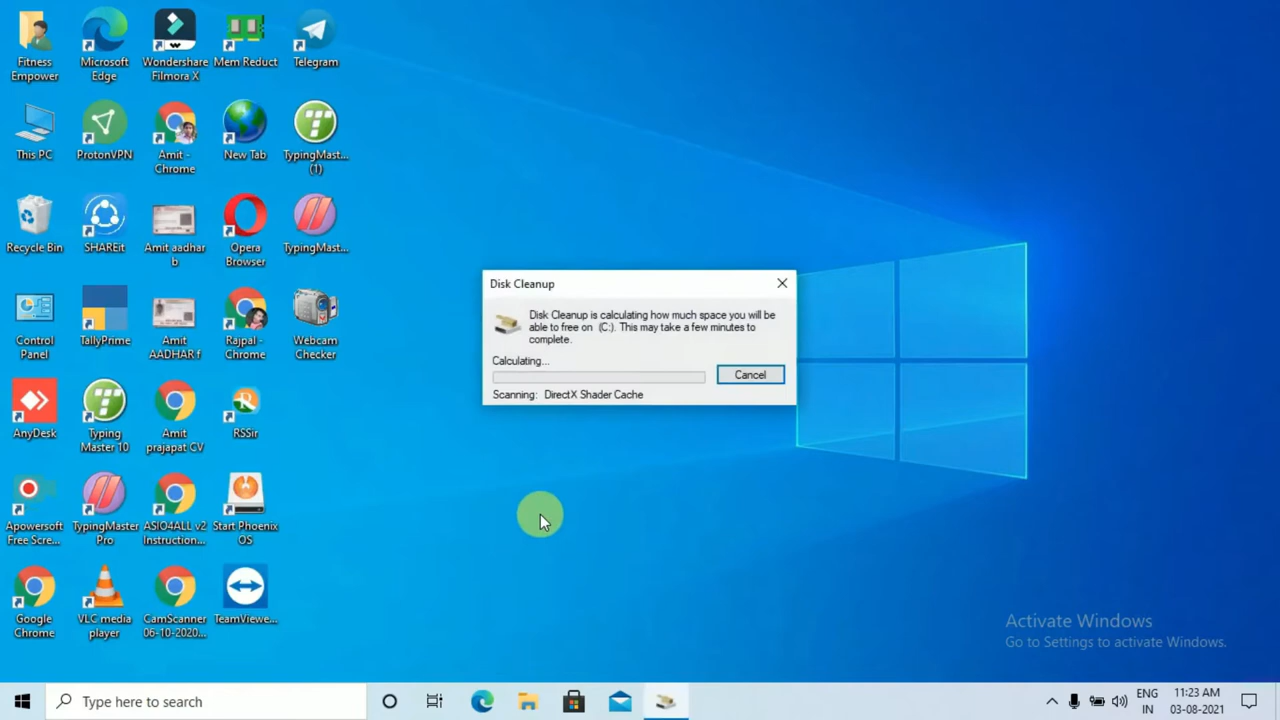 Fitness
Empower
Microsoft
Edge
Wondershare
Filmora X
Mem Reduct
Telegram
This PC
ProtonVPN
Amit -
Chrome
New Tab
TypingMast...
(1)
Recycle Bin
SHAREit
Amit aadhar
b
Opera
Browser
TypingMast...
Control
Panel
TallyPrime
Amit
AADHAR f
Rajpal -
Chrome
Webcam
Checker
AnyDesk
Typing
Master 10
Amit
prajapat CV
RSSir
Apowersoft
Free Scre...
TypingMaster
Pro
ASIO4ALL v2
Instruction...
Start Phoenix
OS
Google
Chrome
VLC media
player
CamScanner
06-10-2020...
TeamViewe...
Disk Cleanup
Disk Cleanup is calculating how much space you will be
able to free on (C:). This may take a few minutes to
complete.
Calculating...
Cancel
Scanning: DirectX Shader Cache
Activate Windows
Go to Settings to activate Windows.
Type here to search
ENG
IN
11:23 AM
03-08-2021